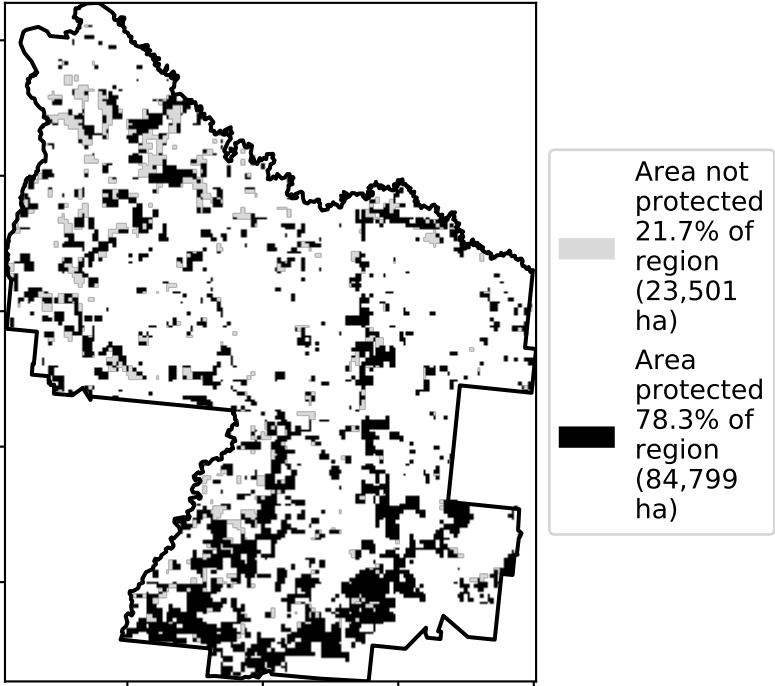 Area not
protected
21.7% of
region
(23,501
ha)
Area
protected
78.3% of
region
(84,799
ha)